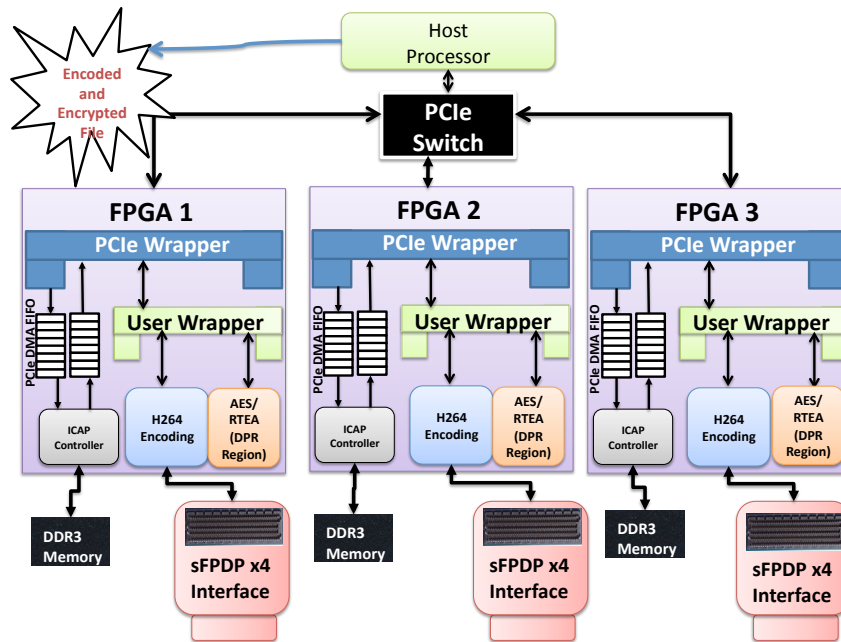 Host
Processor
Encoded
and
Encrypted
File
PCIe
Switch
FPGA 1
PCIe Wrapper
PCIe DMA FIFO
User Wrapper
ICAP
Controller
H264
Encoding
AES/
RTEA
(DPR
Region)
DDR3
Memory
sFPDP x4
Interface
FPGA 2
PCIe Wrapper
PCIe DMA FIFO
User Wrapper
ICAP
Controller
H264
Encoding
AES/
RTEA
(DPR
Region)
DDR3
Memory
sFPDP x4
Interface
FPGA 3
PCIe Wrapper
PCIe DMA FIFO
User Wrapper
ICAP
Controller
H264
Encoding
AES/
RTEA
(DPR
Region)
DDR3
Memory
sFPDP x4
Interface